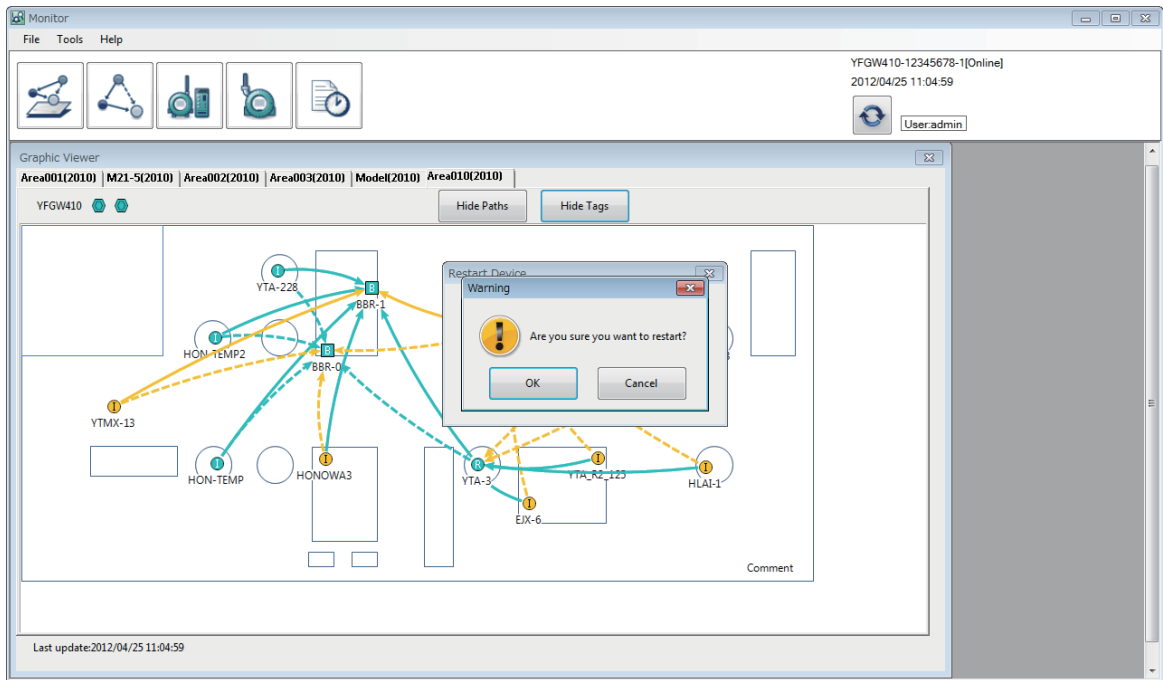 Monitor
File Tools Help
YFGW410-12345678-1[Online]
2012/04/25 11:04:59
User:admin
Graphic Viewer
Area001(2010) M21-5(2010) Area002(2010) Area003(2010) Model(2010) Area010(2010)
YFGW410
Hide Paths Hide Tags
I
YTA-228
B
BBR-1
I
HON-TEMP2
B
BBR-0
Restart Device
Warning
Are you sure you want to restart?
OK Cancel
3
I
YTMX-13
I
HON-TEMP
I
HONOWA3
R
YTA-3
I
YTA_R2_123
I
HLAI-1
I
EJX-6
Comment
Last update:2012/04/25 11:04:59